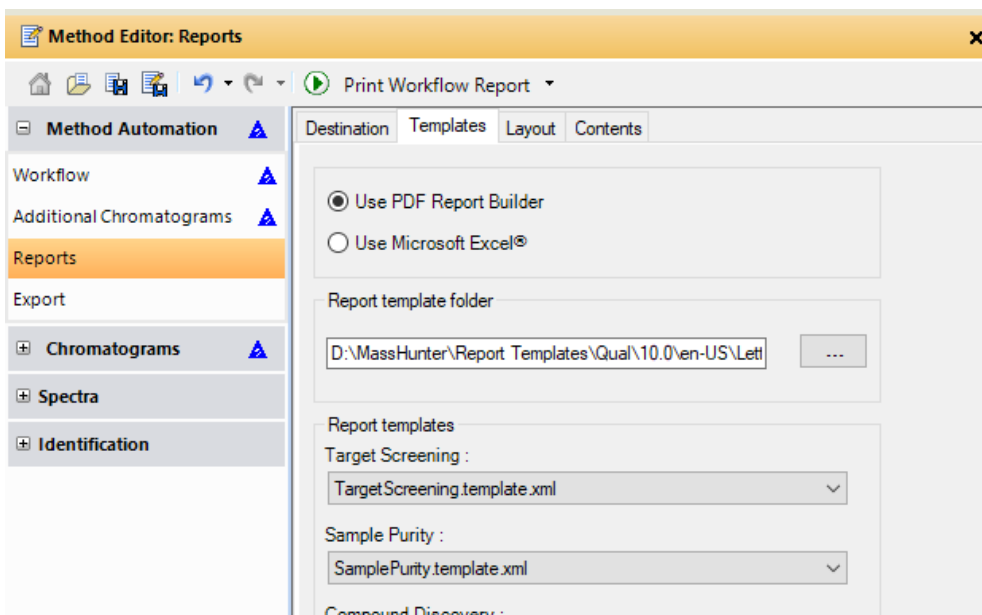 Method Editor: Reports
Print Workflow Report
Method Automation
Workflow
Additional Chromatograms
Reports
Export
Chromatograms
Spectra
Identification
Destination Templates Layout Contents
Use PDF Report Builder
Use Microsoft Excel®
Report template folder
D:\MassHunter\Report Templates\Qual\10.0\en-US\Lett
...
Report templates
Target Screening :
TargetScreening.template.xml
Sample Purity :
SamplePurity.template.xml
Compound Discovery :